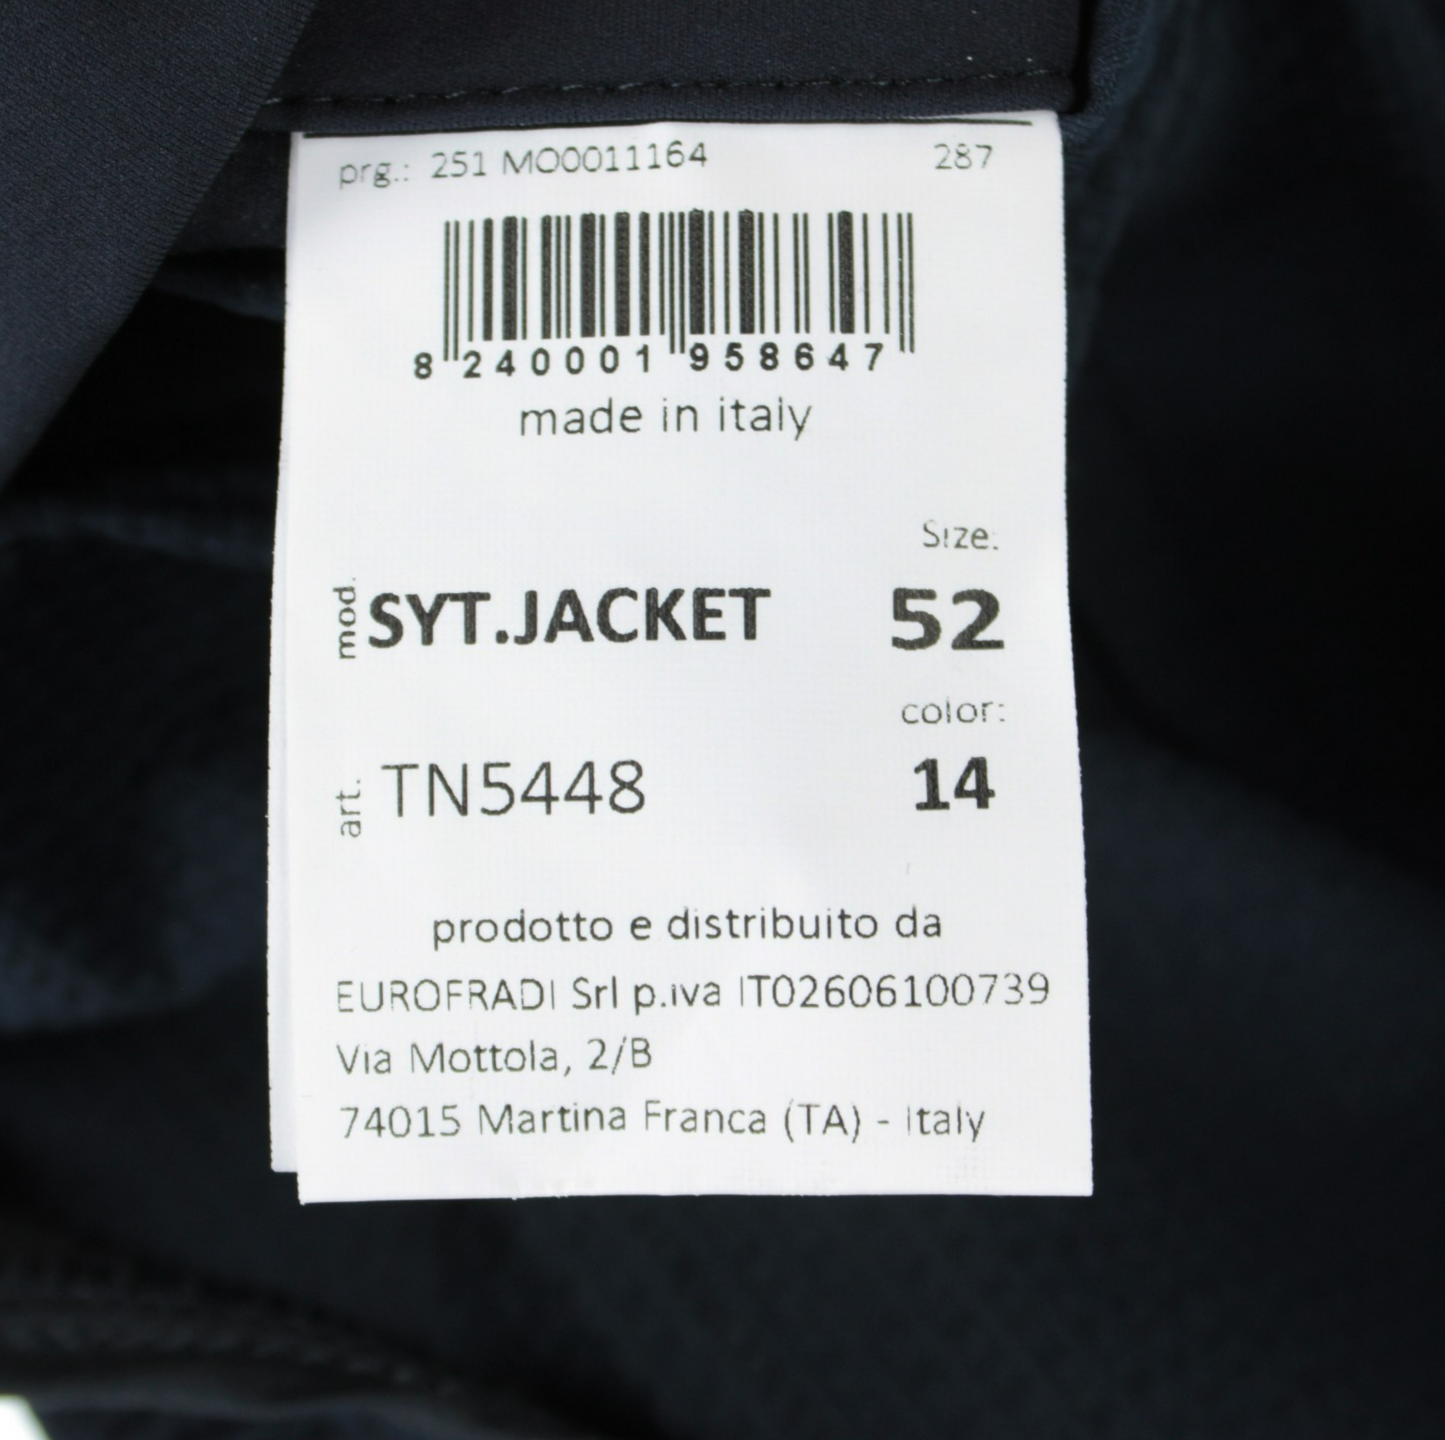 prg.: 251 MO0011164 287
8 240001 958647
made in italy
Size:
mod. SYT.JACKET 52
color:
art. TN5448 14
prodotto e distribuito da
EUROFRADI Srl p.iva IT02606100739
Via Mottola, 2/B
74015 Martina Franca (TA) - Italy